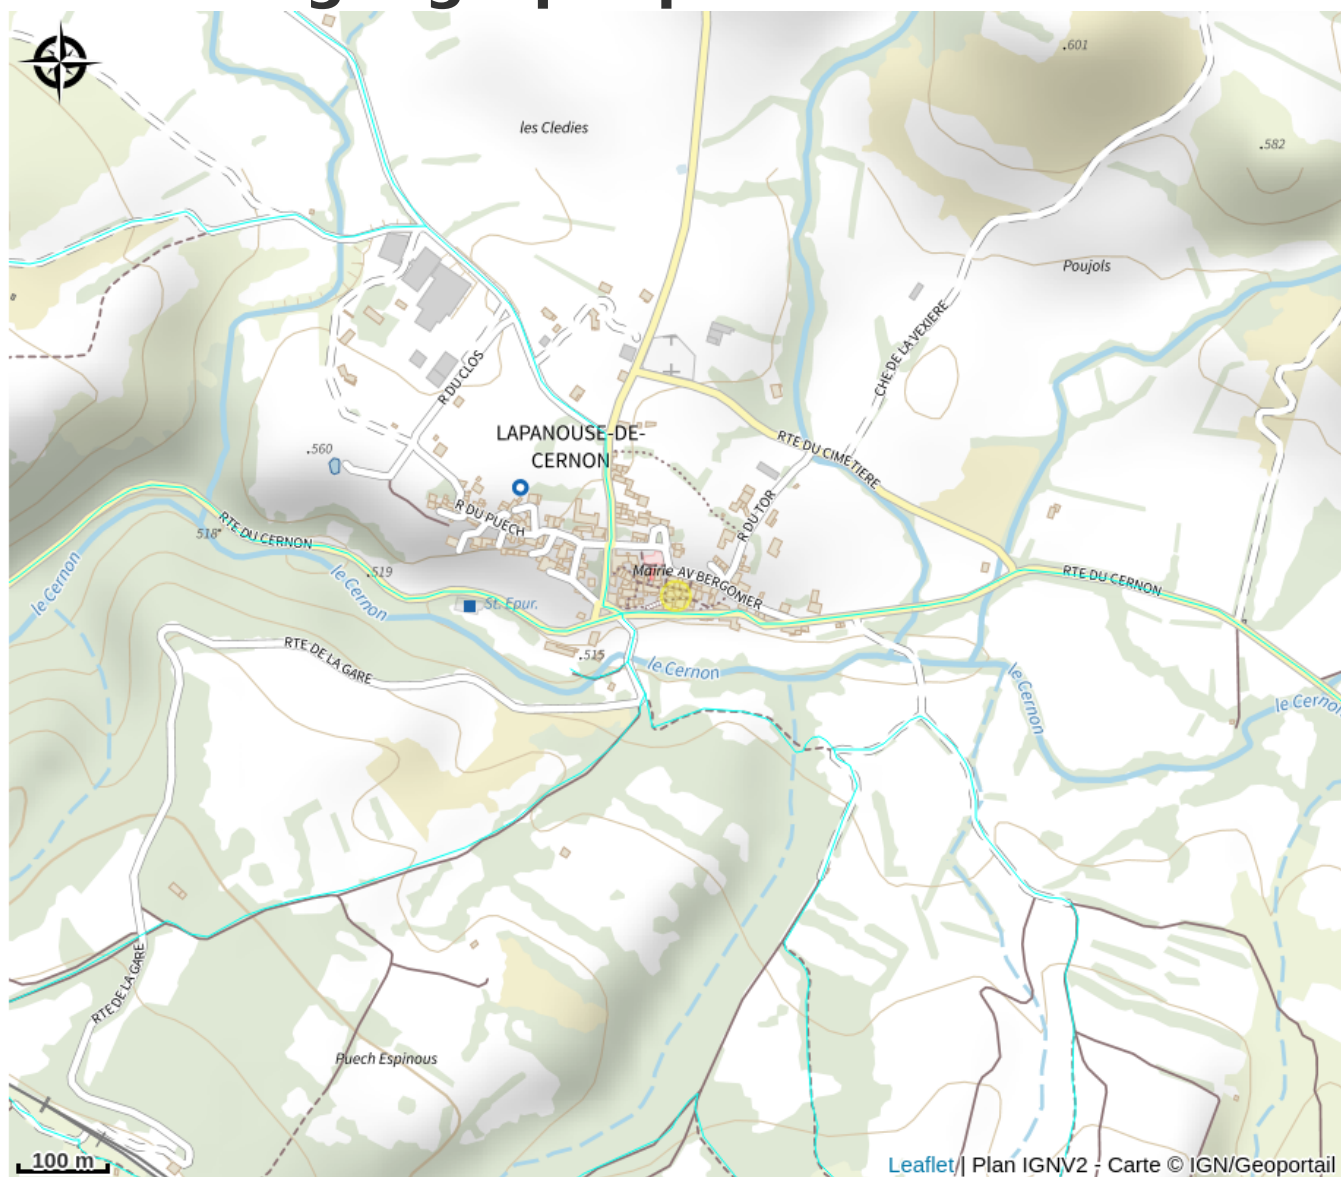 .601
les Cledies
.582
Poujols
CHE DE LA VEXIERE
R DU CLOS
LAPANOUSE-DE-
CERNON
RTE DU CIMETIERE
.560
R DU PUECH
R DU TOR
518
RTE DU CERNON
.519
le Cernon
le Cernon
Mairie
AV BERGOMER
RTE DU CERNON
St. Epur.
RTE DE LA GARE
.515
le Cernon
le Cernon
le Cernon
RTE DE LA GARE
Puech Espinous
100 m
Leaflet | Plan IGNV2 - Carte © IGN/Geoportail